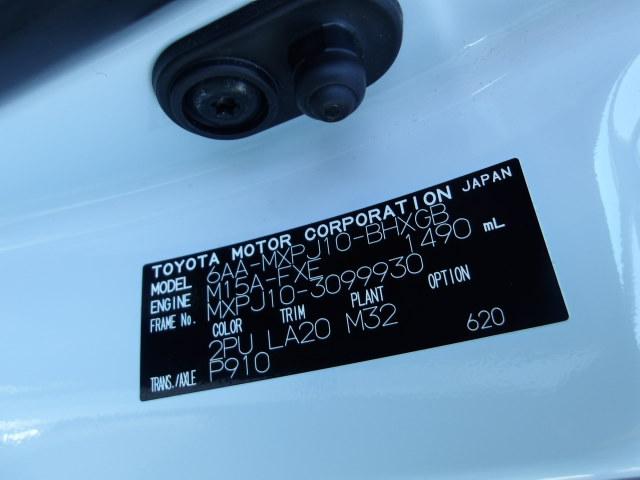 TOYOTA MOTOR CORPORATION JAPAN
MODEL 6AA-MXPJ10-BHXGB
ENGINE M15A-FXE 1490 mL
FRAME No. MXPJ10-3099930
COLOR TRIM PLANT OPTION
2PU LA20 M32 620
TRANS./AXLE P910